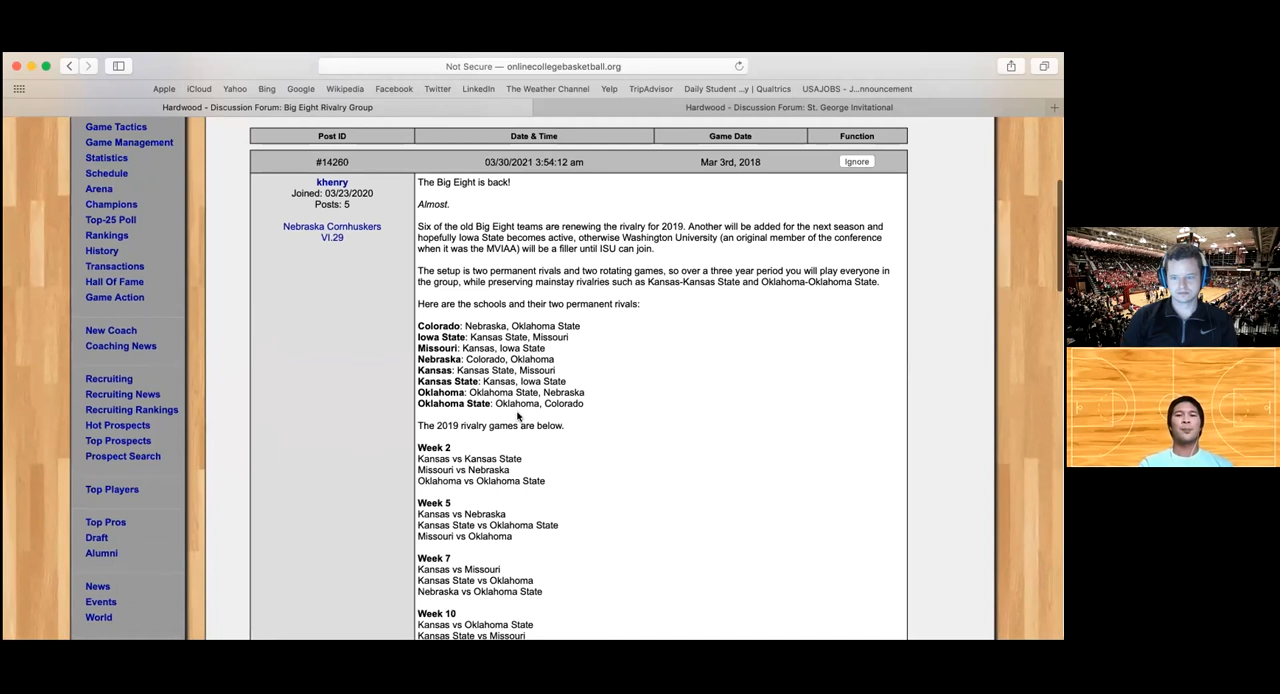 Not Secure — onlinecollegebasketball.org
Apple iCloud Yahoo Bing Google Wikipedia Facebook Twitter LinkedIn The Weather Channel Yelp TripAdvisor Daily Student ...y | Qualtrics USAJOBS - J...nnouncement
Hardwood - Discussion Forum: Big Eight Rivalry Group
Hardwood - Discussion Forum: St. George Invitational
Game Tactics
Game Management
Statistics
Schedule
Arena
Champions
Top-25 Poll
Rankings
History
Transactions
Hall Of Fame
Game Action
New Coach
Coaching News
Recruiting
Recruiting News
Recruiting Rankings
Hot Prospects
Top Prospects
Prospect Search
Top Players
Top Pros
Draft
Alumni
News
Events
World
Post ID Date & Time Game Date Function
#14260 03/30/2021 3:54:12 am Mar 3rd, 2018 Ignore
khenry
Joined: 03/23/2020
Posts: 5
Nebraska Cornhuskers
VI.29
The Big Eight is back!
Almost.
Six of the old Big Eight teams are renewing the rivalry for 2019. Another will be added for the next season and
hopefully Iowa State becomes active, otherwise Washington University (an original member of the conference
when it was the MVIAA) will be a filler until ISU can join.
The setup is two permanent rivals and two rotating games, so over a three year period you will play everyone in
the group, while preserving mainstay rivalries such as Kansas-Kansas State and Oklahoma-Oklahoma State.
Here are the schools and their two permanent rivals:
Colorado: Nebraska, Oklahoma State
Iowa State: Kansas State, Missouri
Missouri: Kansas, Iowa State
Nebraska: Colorado, Oklahoma
Kansas: Kansas State, Missouri
Kansas State: Kansas, Iowa State
Oklahoma: Oklahoma State, Nebraska
Oklahoma State: Oklahoma, Colorado
The 2019 rivalry games are below.
Week 2
Kansas vs Kansas State
Missouri vs Nebraska
Oklahoma vs Oklahoma State
Week 5
Kansas vs Nebraska
Kansas State vs Oklahoma State
Missouri vs Oklahoma
Week 7
Kansas vs Missouri
Kansas State vs Oklahoma
Nebraska vs Oklahoma State
Week 10
Kansas vs Oklahoma State
Kansas State vs Missouri